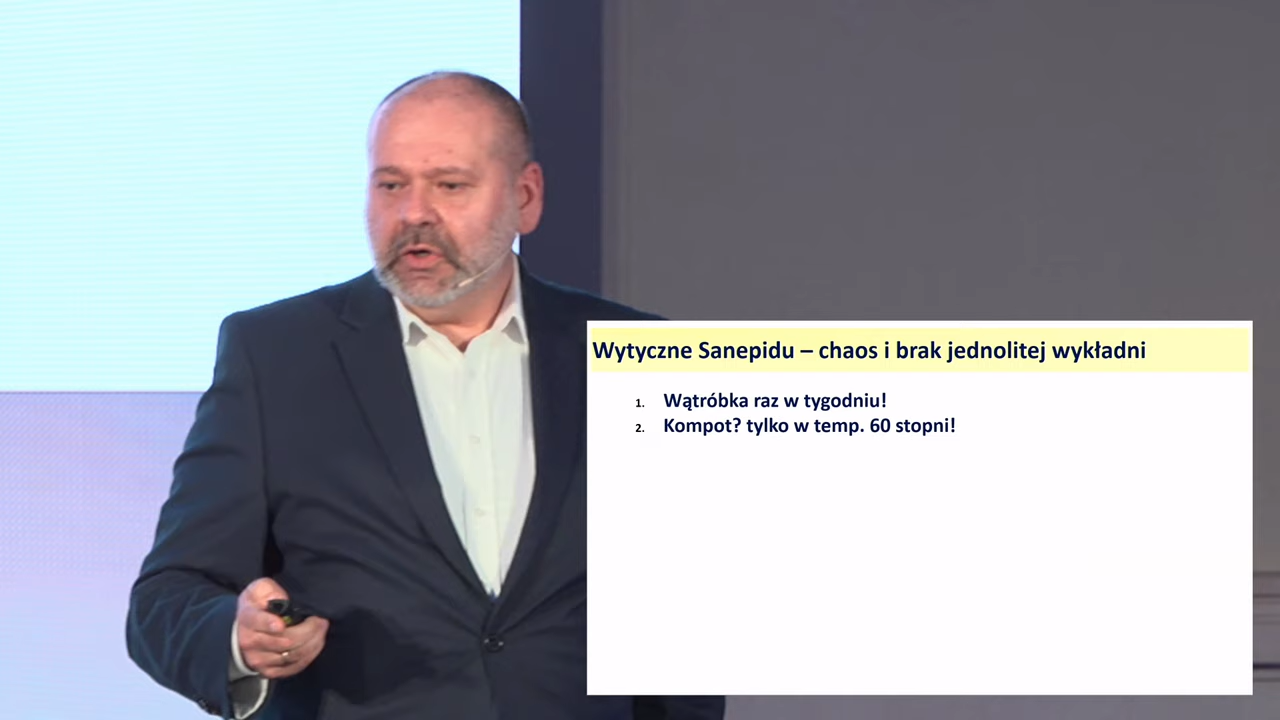 Wytyczne Sanepidu – chaos i brak jednolitej wykładni
1. Wątróbka raz w tygodniu!
2. Kompot? tylko w temp. 60 stopni!